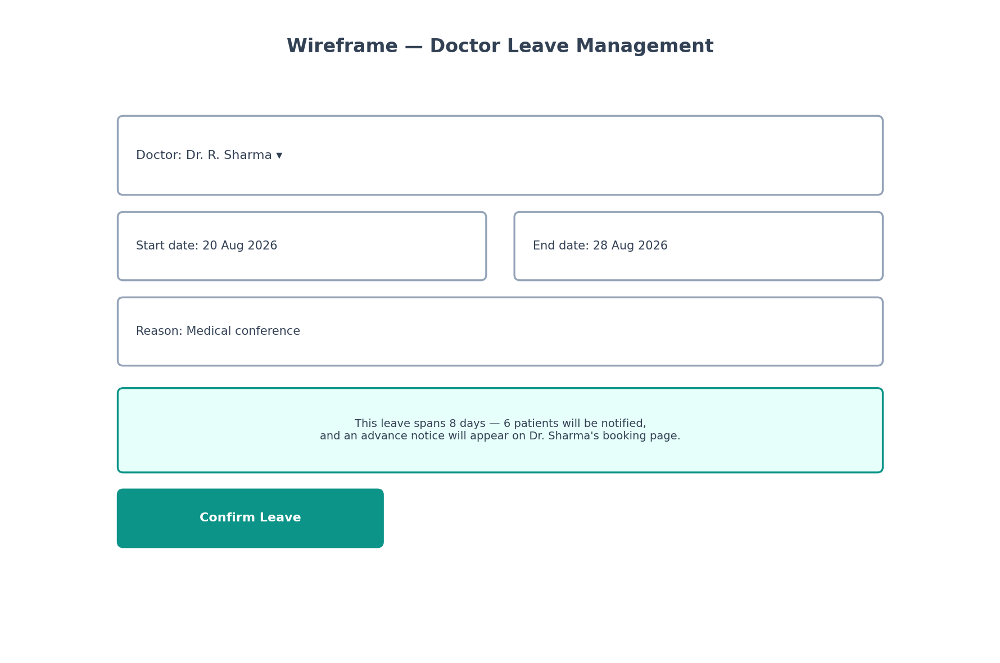 Wireframe — Doctor Leave Management
Doctor: Dr. R. Sharma ▾
Start date: 20 Aug 2026
End date: 28 Aug 2026
Reason: Medical conference
This leave spans 8 days — 6 patients will be notified,
and an advance notice will appear on Dr. Sharma's booking page.
Confirm Leave